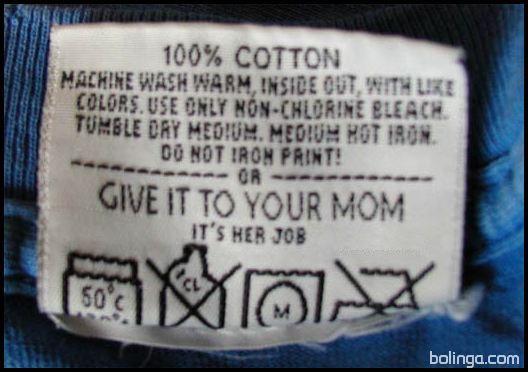 100% COTTON
MACHINE WASH WARM, INSIDE OUT, WITH LIKE
COLORS. USE ONLY NON-CHLORINE BLEACH.
TUMBLE DRY MEDIUM. MEDIUM HOT IRON.
DO NOT IRON PRINT!
OR
GIVE IT TO YOUR MOM
IT'S HER JOB
50°C
CL
M
bolinga.com